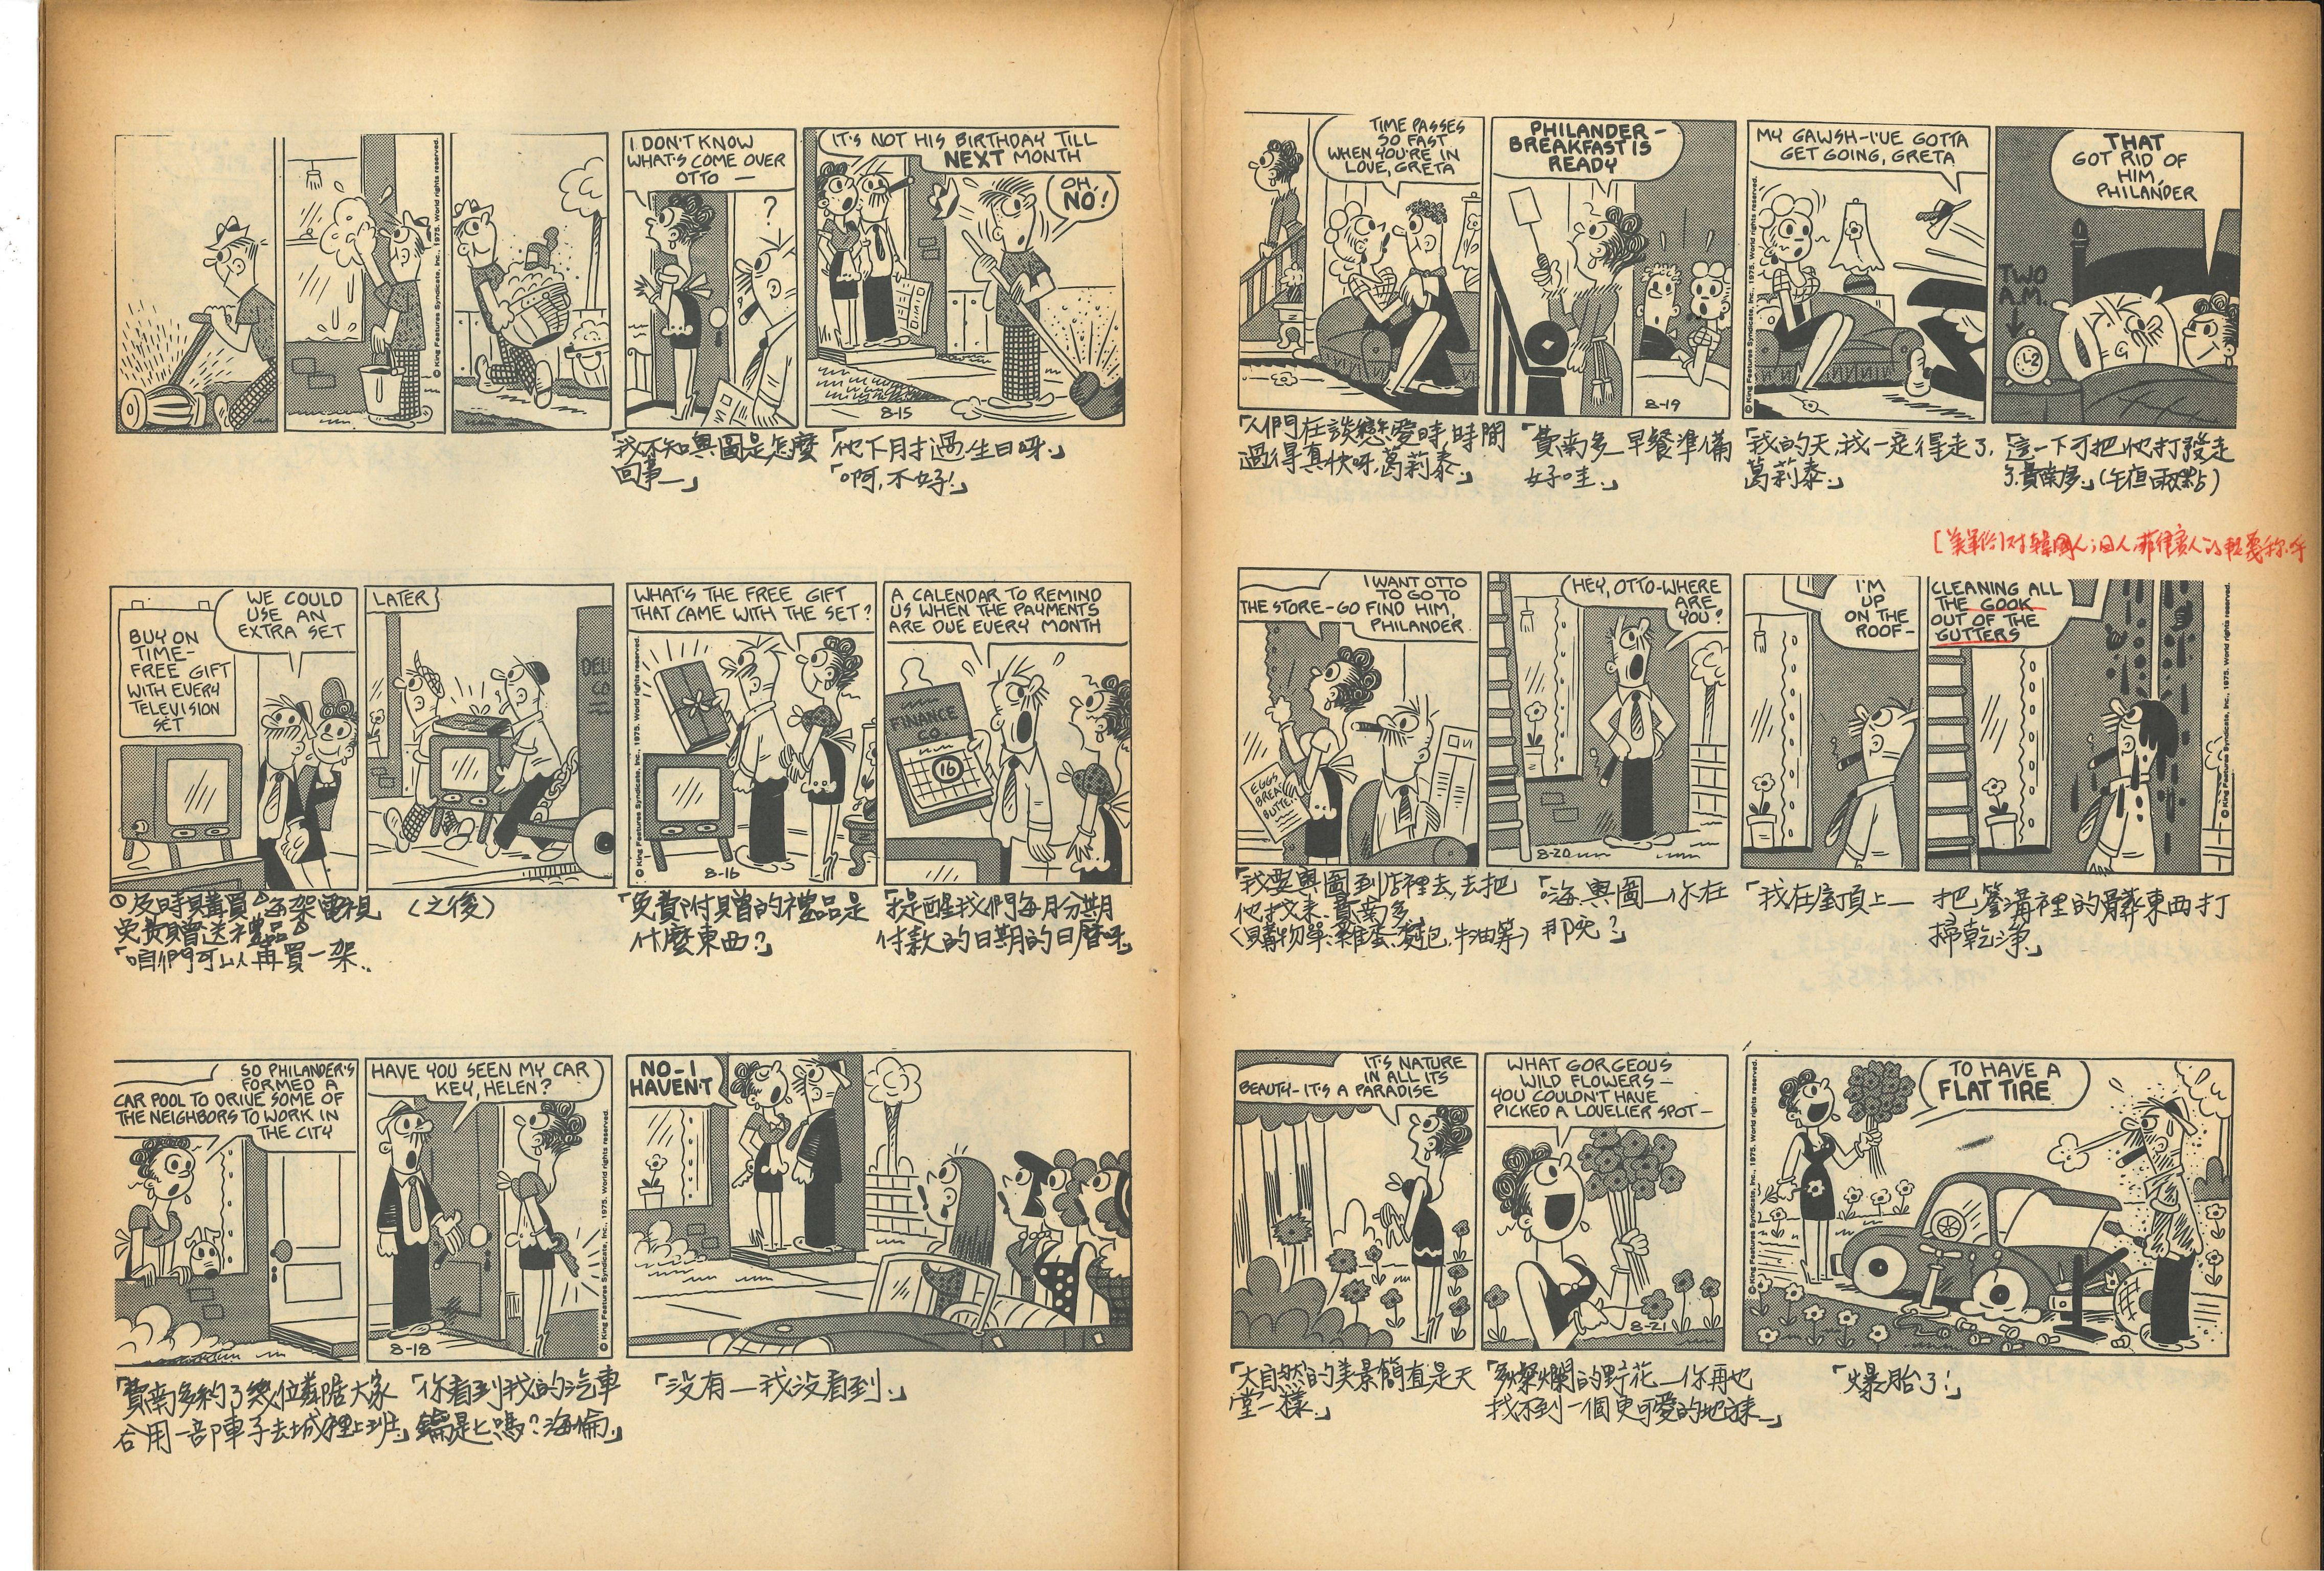 © King Features Syndicate, Inc., 1975. World rights reserved.
I DON'T KNOW
WHAT'S COME OVER
OTTO —
?
IT'S NOT HIS BIRTHDAY TILL
NEXT MONTH
OH,
NO!
8-15
「我不知奧圖是怎麼
回事—」
「他下月才過生日呀。」
「啊,不好!」
BUY ON
TIME-
FREE GIFT
WITH EVERY
TELEVISION
SET
WE COULD
USE AN
EXTRA SET
LATER
DELI
CO
© King Features Syndicate, Inc., 1975. World rights reserved.
WHAT'S THE FREE GIFT
THAT CAME WITH THE SET?
8-16
A CALENDAR TO REMIND
US WHEN THE PAYMENTS
ARE DUE EVERY MONTH
FINANCE
CO.
16
及時購買,每架電視
免費贈送禮品
「咱們可以再買一架.
(之後)
「免費附贈的禮品是
什麼東西?」
「提醒我們每月分期
付款的日期的日曆呀」
SO PHILANDER'S
FORMED A
CAR POOL TO DRIVE SOME OF
THE NEIGHBORS TO WORK IN
THE CITY
HAVE YOU SEEN MY CAR
KEY, HELEN?
8-18
© King Features Syndicate, Inc., 1975. World rights reserved.
NO-I
HAVEN'T
「費南多約了幾位鄰居大家
合用一部車子去城裡上班.」
「你看到我的汽車
鑰匙嗎?海倫.」
「没有—我没看到.」
TIME PASSES
SO FAST
WHEN YOU'RE IN
LOVE, GRETA
PHILANDER-
BREAKFAST IS
READY
8-19
© King Features Syndicate, Inc., 1975. World rights reserved.
MY GAWSH-I'VE GOTTA
GET GOING, GRETA
THAT
GOT RID OF
HIM,
PHILANDER
TWO
A.M.
「人們在談戀愛時,時間
過得真快呀,葛莉泰.」
「費南多—早餐準備
好哇.」
「我的天,我一定得走了,
葛莉泰.」
「這一下可把他打發走
了,費南多.」(午夜兩點)
[美軍俗]对韓国人,日人,菲律宾人的輕蔑称呼
I WANT OTTO
TO GO TO
THE STORE-GO FIND HIM,
PHILANDER
EGGS
BREAD
BUTTER
HEY, OTTO-WHERE
ARE
YOU?
8-20
I'M
UP
ON THE
ROOF-
CLEANING ALL
THE GOOK
OUT OF THE
GUTTERS
© King Features Syndicate, Inc., 1975. World rights reserved.
「我要奧圖到店裡去,去把
他找來,費南多.
(購物單:雞蛋.麵包.牛油等)
「嗨,奧圖—你在
那兒?
「我在室頂上—
把簷溝裡的骯髒東西打
掃乾淨.」
IT'S NATURE
IN ALL ITS
BEAUTY-IT'S A PARADISE
WHAT GORGEOUS
WILD FLOWERS-
YOU COULDN'T HAVE
PICKED A LOVELIER SPOT-
8-21
© King Features Syndicate, Inc., 1975. World rights reserved.
TO HAVE A
FLAT TIRE
「大自然的美景簡直是天
堂一樣.」
「多燦爛的野花—你再也
找不到一個更可愛的地方來—」
「爆胎了!」